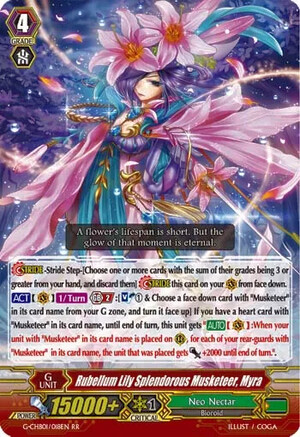 4
GRADE
A flower's lifespan is short. But the
glow of that moment is eternal.
STRIDE -Stride Step-[Choose one or more cards with the sum of their grades being 3 or
greater from your hand, and discard them] STRIDE this card on your from face down.
ACT 1/Turn GB 2 : & Choose a face down card with "Musketeer"
in its card name from your G zone, and turn it face up] If you have a heart card with
"Musketeer" in its card name, until end of turn, this unit gets "AUTO :When your
unit with "Musketeer" in its card name is placed on , for each of your rear-guards with
"Musketeer" in its card name, the unit that was placed gets +2000 until end of turn.".
G
UNIT
Rubellum Lily Splendorous Musketeer, Myra
POWER
15000+
1
CRITICAL
Neo Nectar
Bioroid
G-CHB01/018EN RR
ILLUST / COGA